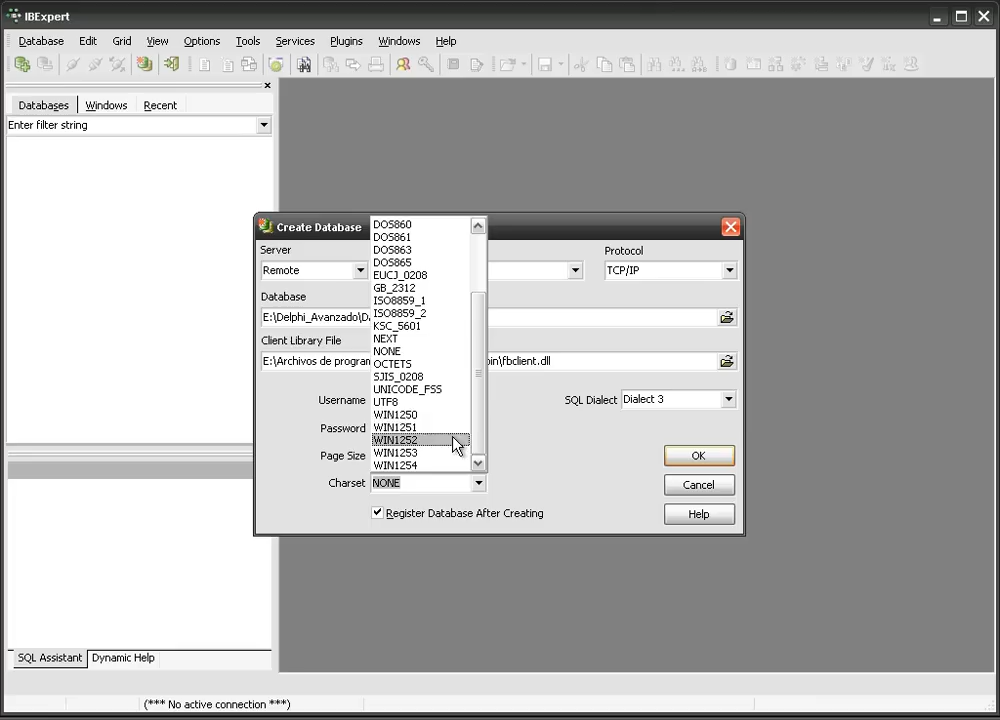 IBExpert
Database Edit Grid View Options Tools Services Plugins Windows Help
Databases Windows Recent
Enter filter string
Create Database
Server
Protocol
Remote
TCP/IP
Database
E:\Delphi_Avanzado\D
Client Library File
E:\Archivos de program
bin\fbclient.dll
Username
SQL Dialect Dialect 3
Password
Page Size
Charset NONE
DOS860
DOS861
DOS863
DOS865
EUCJ_0208
GB_2312
ISO8859_1
ISO8859_2
KSC_5601
NEXT
NONE
OCTETS
SJIS_0208
UNICODE_FSS
UTF8
WIN1250
WIN1251
WIN1252
WIN1253
WIN1254
OK
Cancel
Register Database After Creating
Help
SQL Assistant Dynamic Help
(*** No active connection ***)